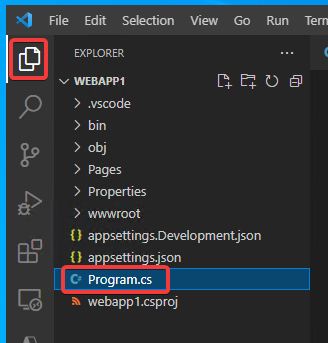 File Edit Selection View Go Run
EXPLORER ...
WEBAPP1
.vscode
bin
obj
Pages
Properties
wwwroot
{} appsettings.Development.json
{} appsettings.json
C# Program.cs
webapp1.csproj